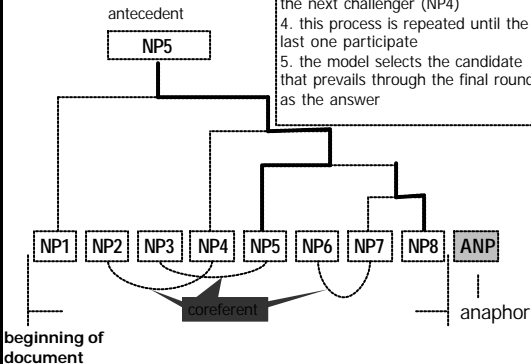 the next challenger (NP4)
4. this process is repeated until the
last one participate
5. the model selects the candidate
that prevails through the final round
as the answer
antecedent
NP5
NP1 NP2 NP3 NP4 NP5 NP6 NP7 NP8 ANP
coreferent
anaphor
beginning of
document